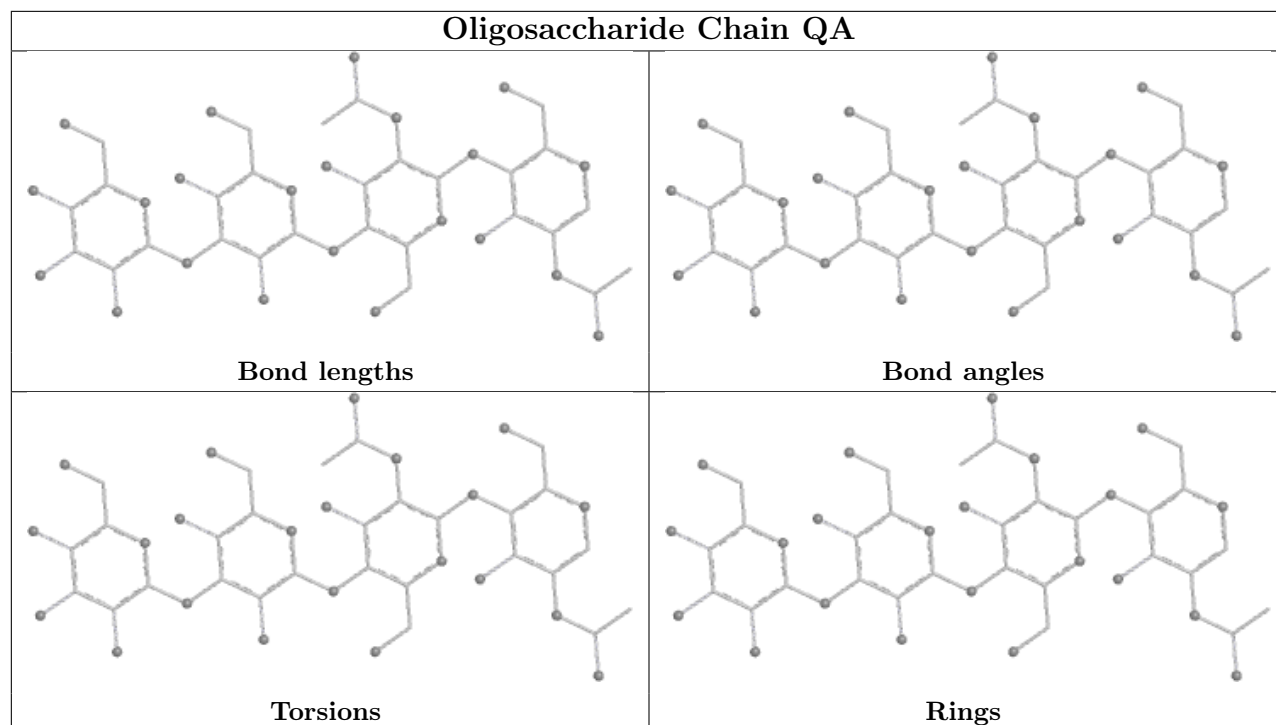 Oligosaccharide Chain QA
Bond lengths
Bond angles
Torsions
Rings